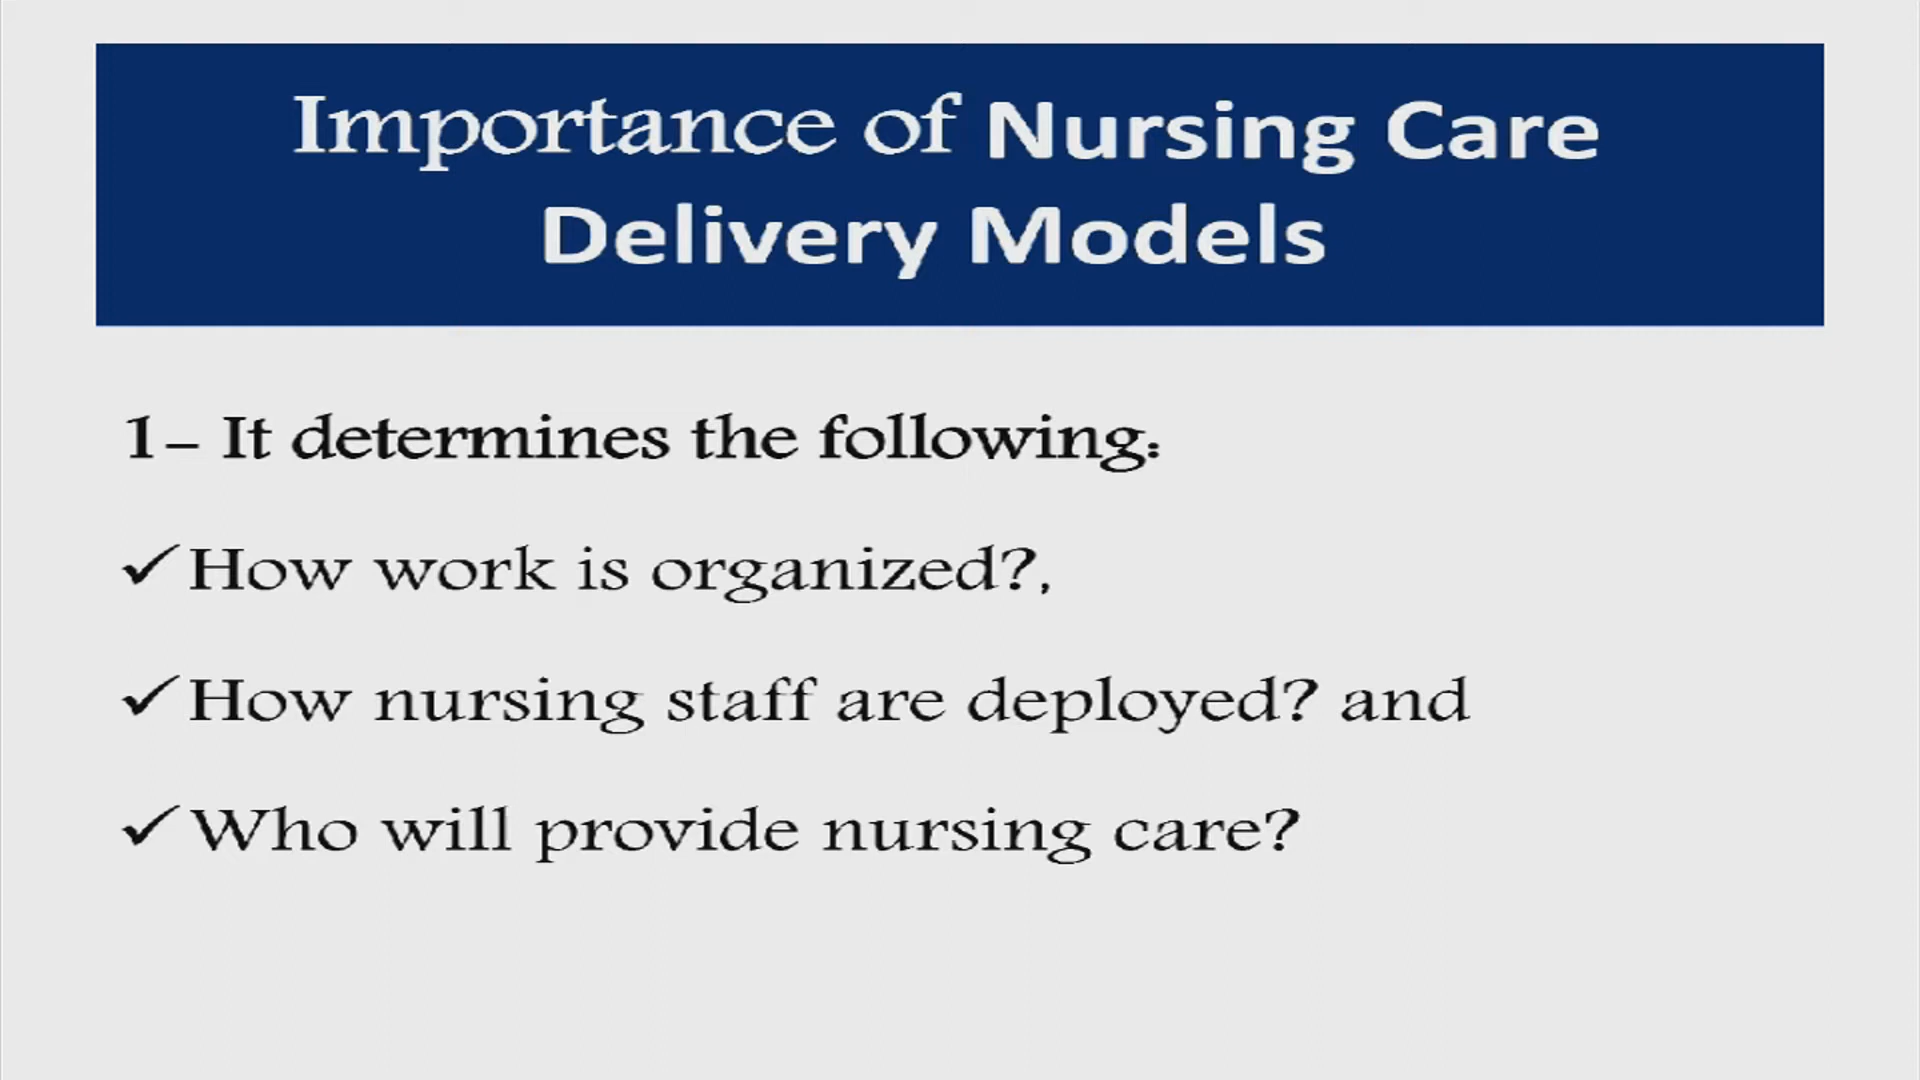 Importance of Nursing Care
Delivery Models
1- It determines the following:
✓How work is organized?,
✓How nursing staff are deployed? and
✓Who will provide nursing care?